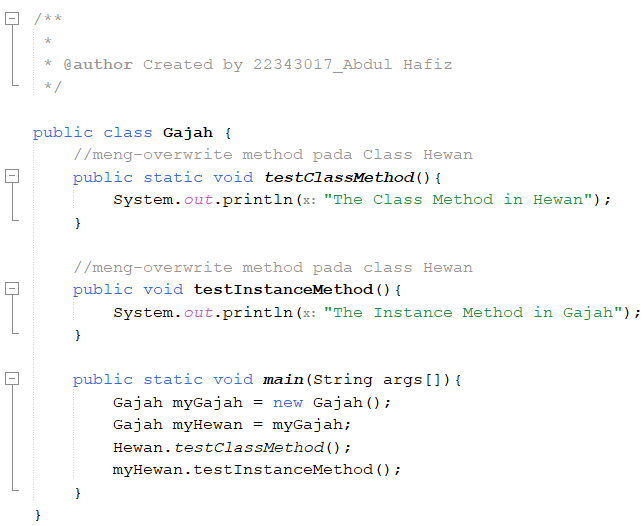 /**
 *
 * @author Created by 22343017_Abdul Hafiz
 */
public class Gajah {
    //meng-overwrite method pada Class Hewan
    public static void testClassMethod(){
        System.out.println(x: "The Class Method in Hewan");
    }
    //meng-overwrite method pada class Hewan
    public void testInstanceMethod(){
        System.out.println(x: "The Instance Method in Gajah");
    }
    public static void main(String args[]){
        Gajah myGajah = new Gajah();
        Gajah myHewan = myGajah;
        Hewan.testClassMethod();
        myHewan.testInstanceMethod();
    }
}